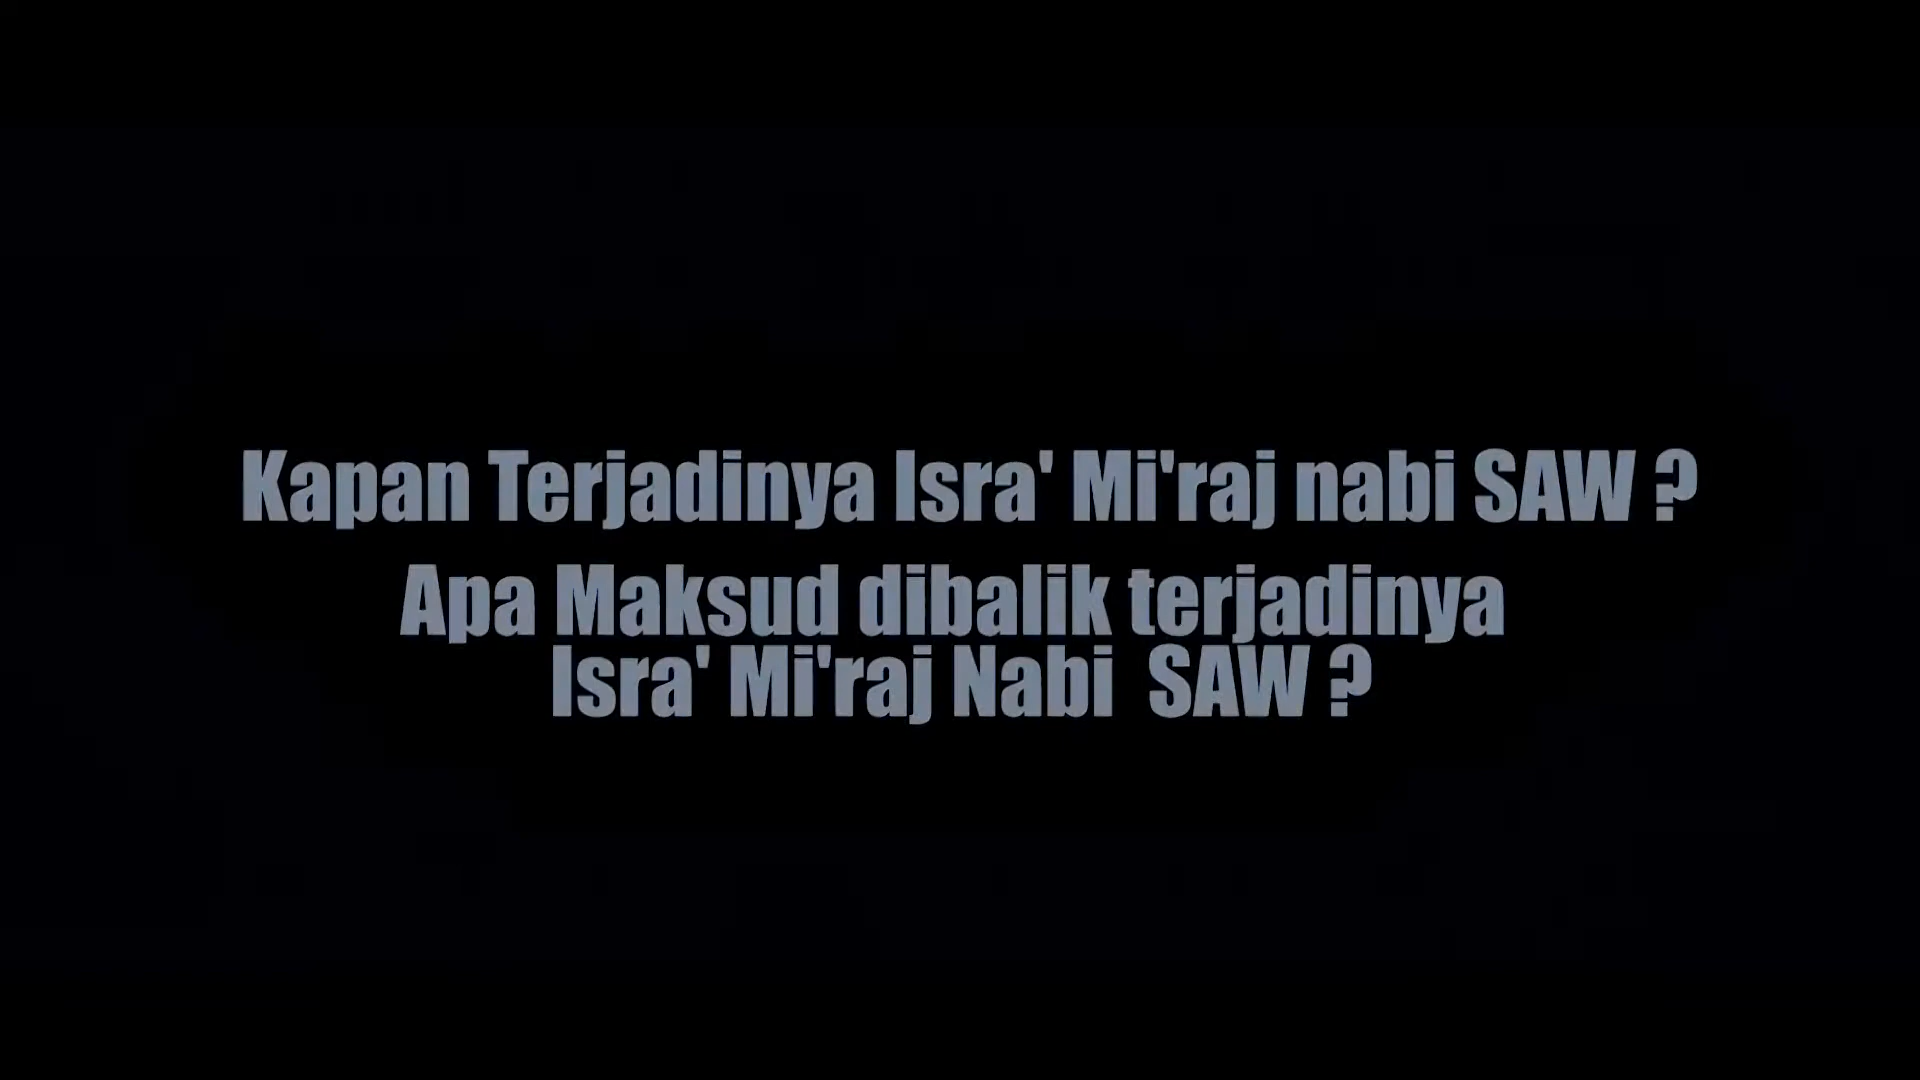 Kapan Terjadinya Isra' Mi'raj nabi SAW ?
Apa Maksud dibalik terjadinya
Isra' Mi'raj Nabi  SAW ?